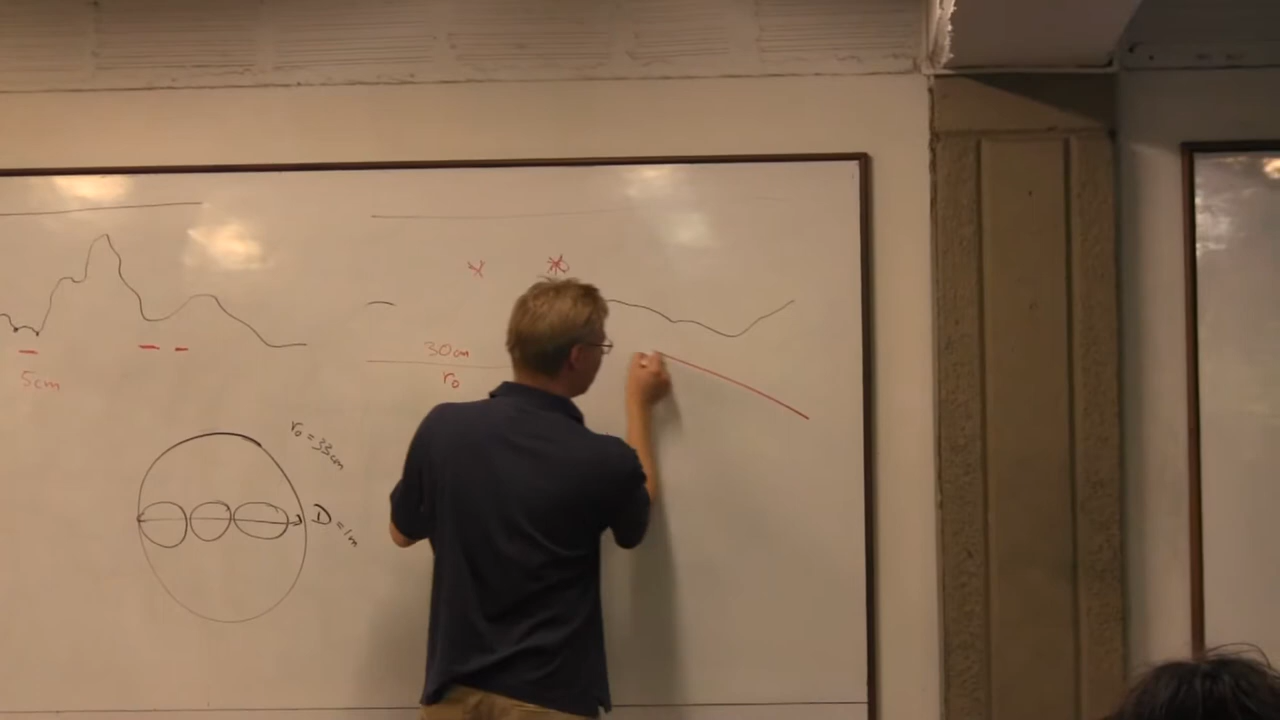 30cm
r₀
5cm
r₀ = 33cm
D = 1m